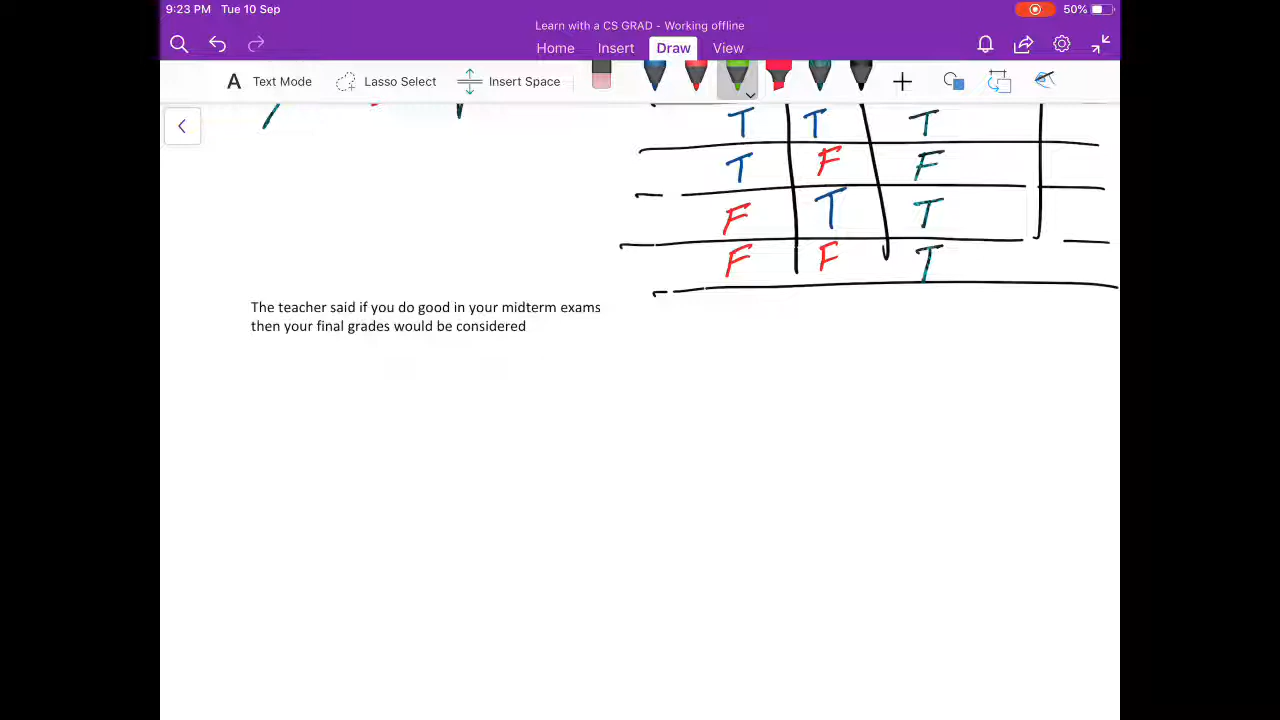 9:23 PM Tue 10 Sep
50%
Learn with a CS GRAD - Working offline
Home Insert Draw View
A Text Mode Lasso Select Insert Space
T T T
T F F
F T T
F F T
The teacher said if you do good in your midterm exams
then your final grades would be considered